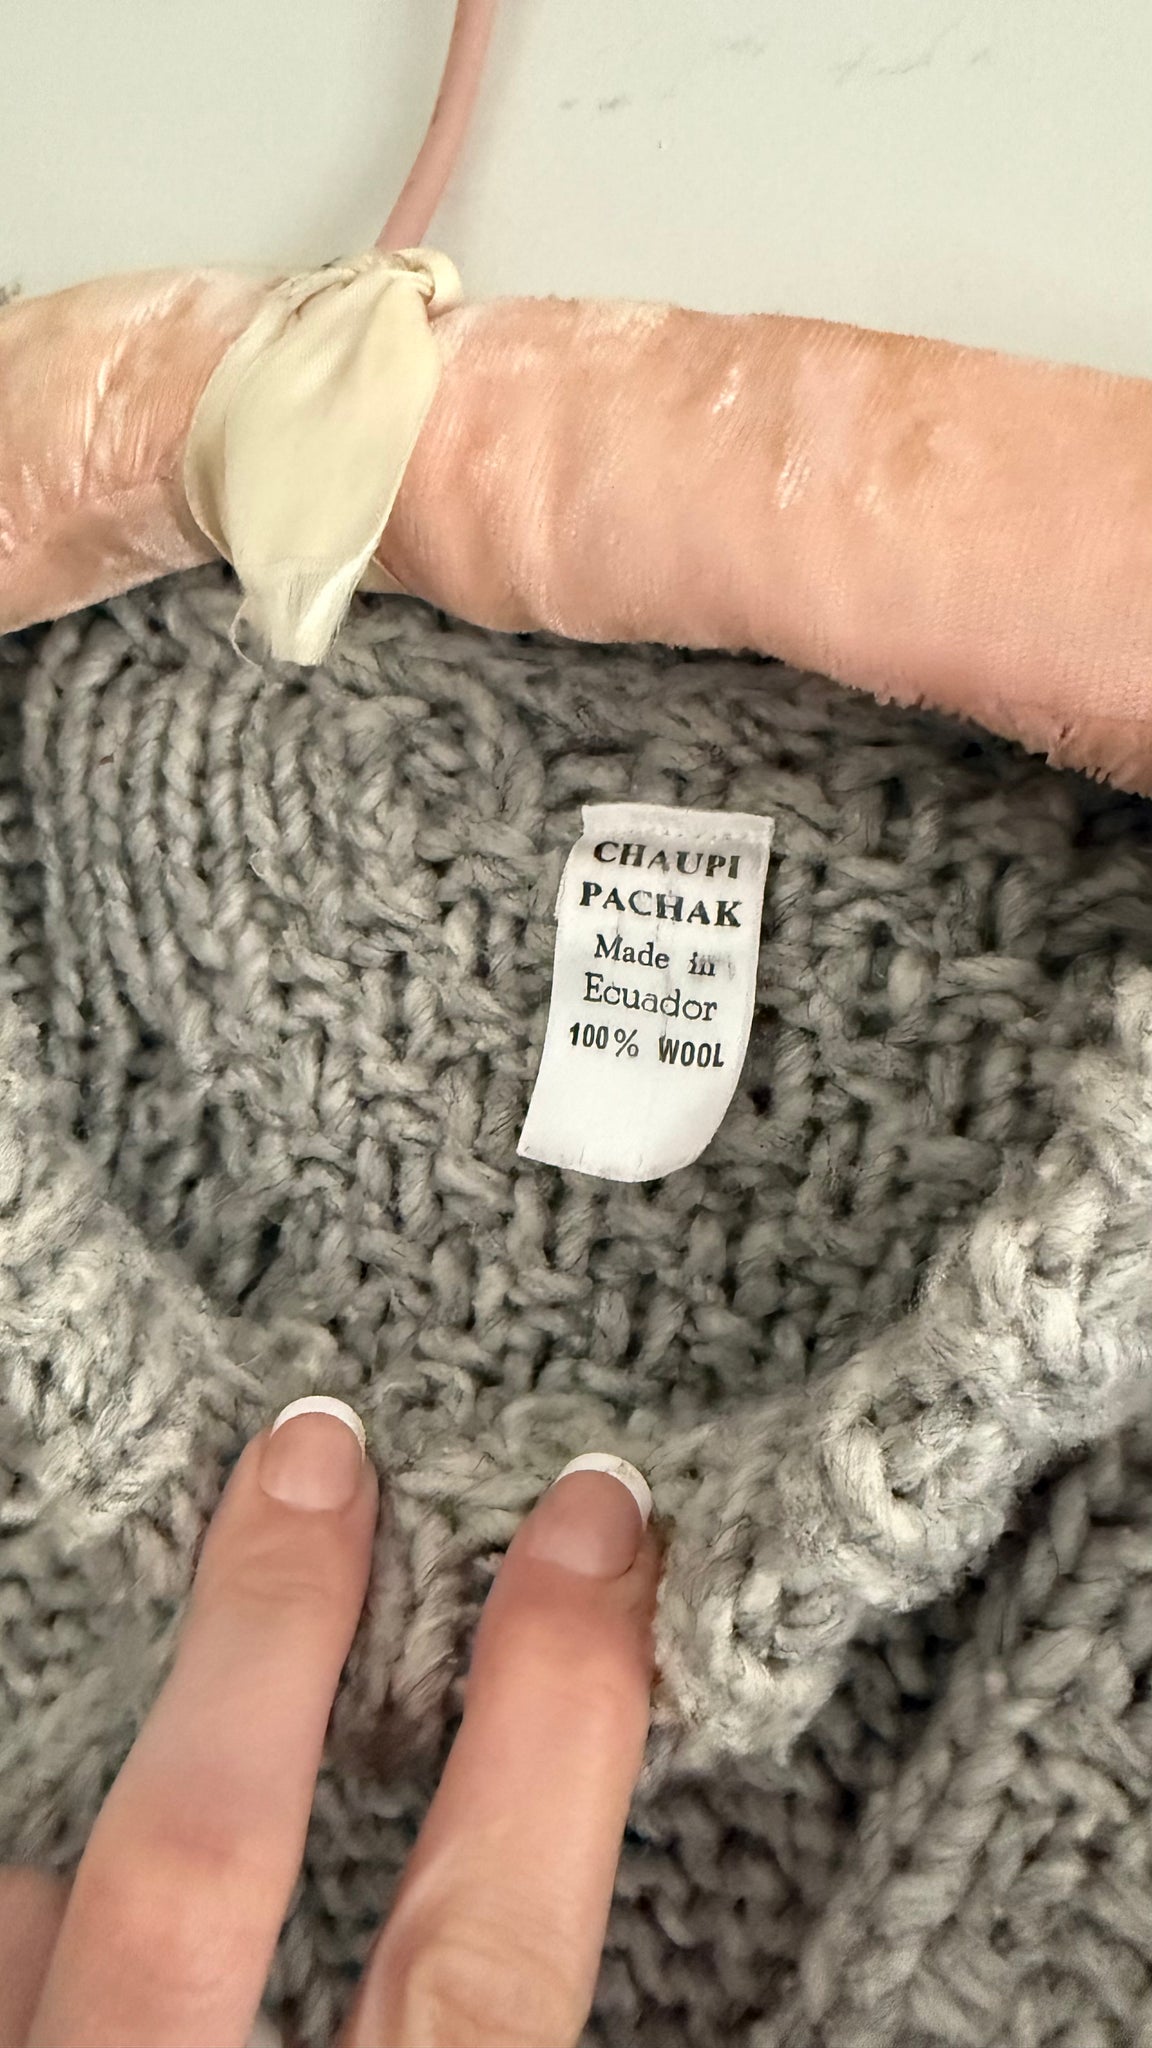 CHAUPI
PACHAK
Made in
Ecuador
100% WOOL